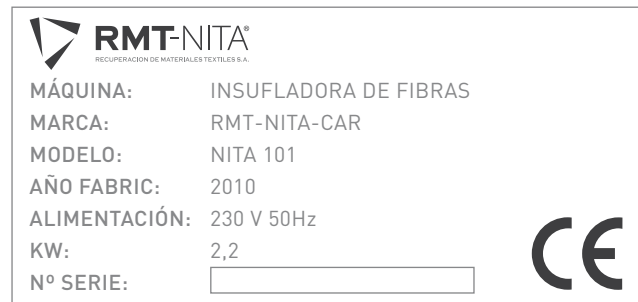 RMT-NITA®
RECUPERACION DE MATERIALES TEXTILES S.A.
MÁQUINA: INSUFLADORA DE FIBRAS
MARCA: RMT-NITA-CAR
MODELO: NITA 101
AÑO FABRIC: 2010
ALIMENTACIÓN: 230 V 50Hz
KW: 2,2
Nº SERIE:
CE